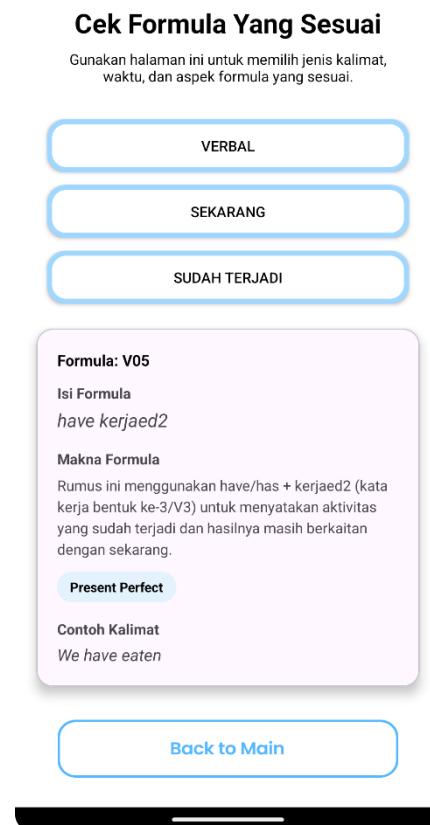 Cek Formula Yang Sesuai
Gunakan halaman ini untuk memilih jenis kalimat,
waktu, dan aspek formula yang sesuai.
VERBAL
SEKARANG
SUDAH TERJADI
Formula: V05
Isi Formula
have kerjaed2
Makna Formula
Rumus ini menggunakan have/has + kerjaed2 (kata
kerja bentuk ke-3/V3) untuk menyatakan aktivitas
yang sudah terjadi dan hasilnya masih berkaitan
dengan sekarang.
Present Perfect
Contoh Kalimat
We have eaten
Back to Main